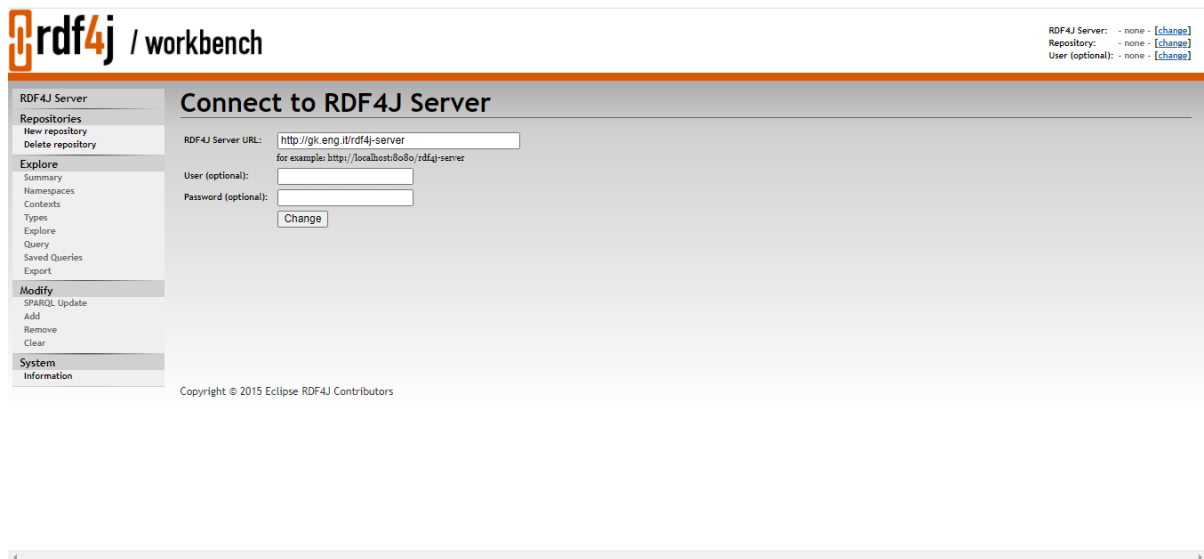 rdf4j / workbench
RDF4J Server: - none - [change]
Repository: - none - [change]
User (optional): - none - [change]
RDF4J Server
Repositories
New repository
Delete repository
Explore
Summary
Namespaces
Contexts
Types
Explore
Query
Saved Queries
Export
Modify
SPARQL Update
Add
Remove
Clear
System
Information
Connect to RDF4J Server
RDF4J Server URL: http://gk.eng.it/rdf4j-server
for example: http://localhost:8080/rdf4j-server
User (optional):
Password (optional):
Change
Copyright © 2015 Eclipse RDF4J Contributors